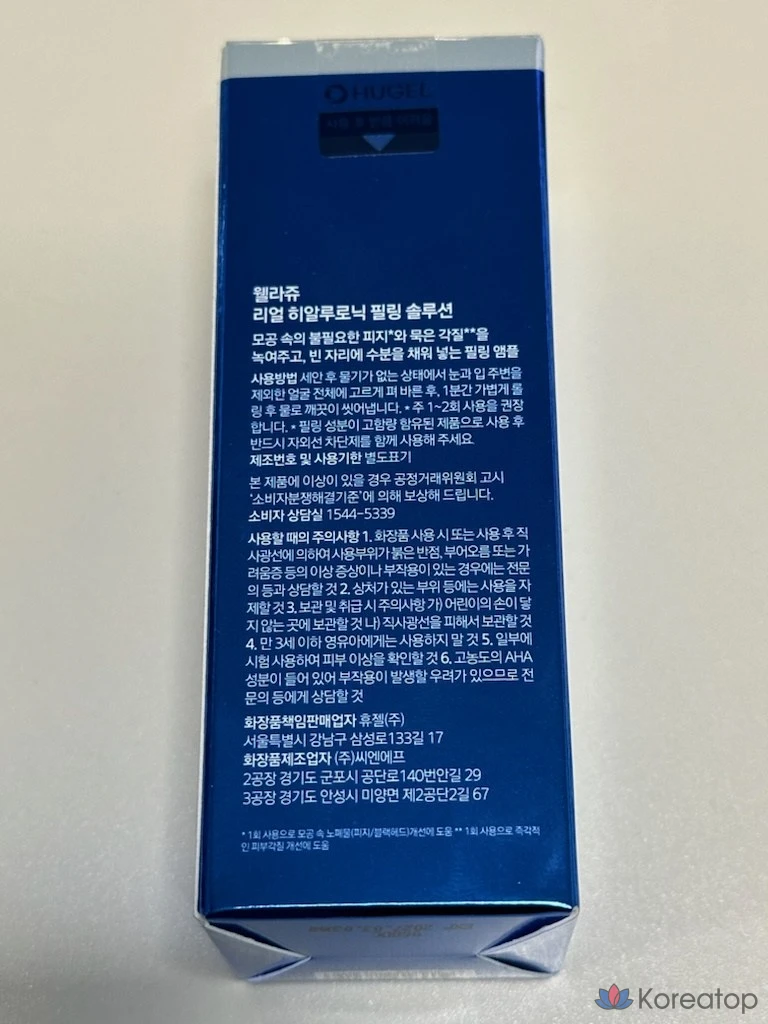 HUGEL
웰라쥬
리얼 히알루로닉 필링 솔루션
모공 속의 불필요한 피지*와 묵은 각질**을
녹여주고, 빈 자리에 수분을 채워 넣는 필링 앰플
사용방법 세안 후 물기가 없는 상태에서 눈과 입 주변을
제외한 얼굴 전체에 고르게 펴 바른 후, 1분간 가볍게 롤
링 후 물로 깨끗이 씻어냅니다. * 주 1~2회 사용을 권장
합니다. * 필링 성분이 고함량 함유된 제품으로 사용 후
반드시 자외선 차단제를 함께 사용해 주세요
제조번호 및 사용기한 별도표기
본 제품에 이상이 있을 경우 공정거래위원회 고시
'소비자분쟁해결기준'에 의해 보상해 드립니다.
소비자 상담실 1544-5339
사용할 때의 주의사항 1. 화장품 사용 시 또는 사용 후 직
사광선에 의하여 사용부위가 붉은 반점, 부어오름 또는 가
려움증 등의 이상 증상이나 부작용이 있는 경우에는 전문
의 등과 상담할 것 2. 상처가 있는 부위 등에는 사용을 자
제할 것 3. 보관 및 취급 시 주의사항 가) 어린이의 손이 닿
지 않는 곳에 보관할 것 나) 직사광선을 피해서 보관할 것
4. 만 3세 이하 영유아에게는 사용하지 말 것 5. 일부에
시험 사용하여 피부 이상을 확인할 것 6. 고농도의 AHA
성분이 들어 있어 부작용이 발생할 우려가 있으므로 전
문의 등에게 상담할 것
화장품책임판매업자 휴젤(주)
서울특별시 강남구 삼성로133길 17
화장품제조업자 (주)씨엔에프
2공장 경기도 군포시 공단로140번안길 29
3공장 경기도 안성시 미양면 제2공단2길 67
* 1회 사용으로 모공 속 노폐물(피지/블랙헤드)개선에 도움 ** 1회 사용으로 즉각적
인 피부각질 개선에 도움
Koreatop